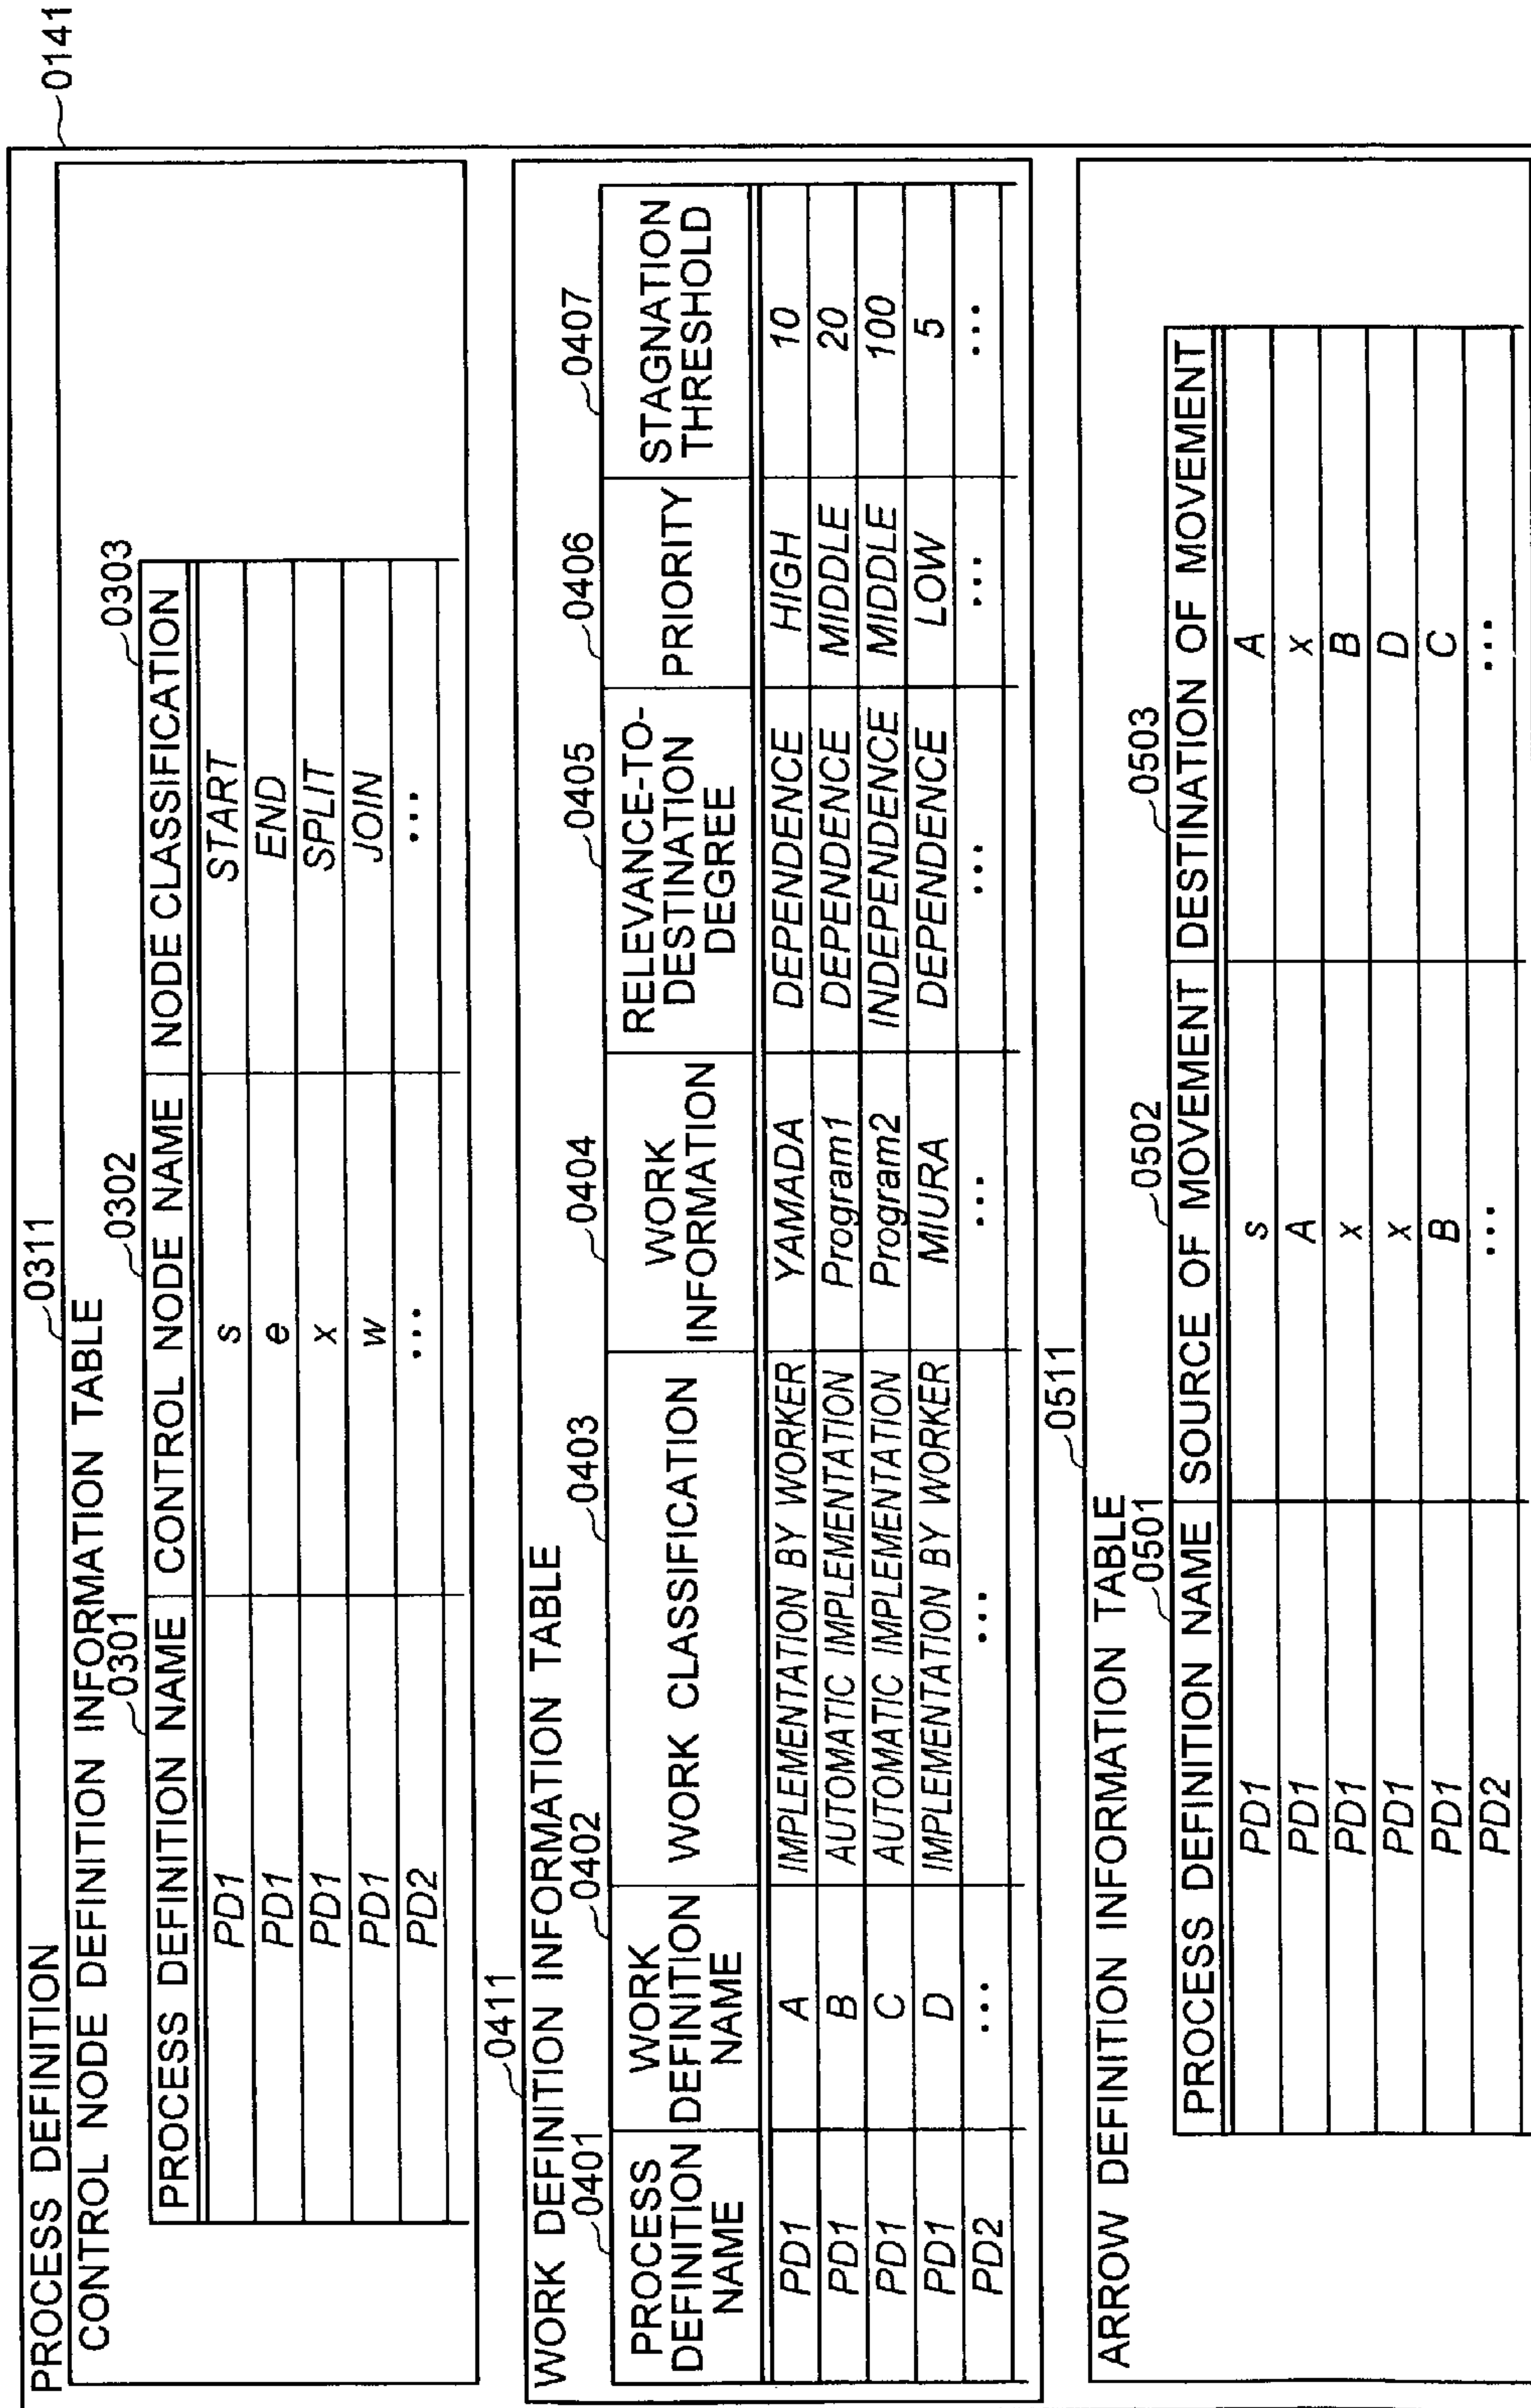 0141
PROCESS DEFINITION
0311
CONTROL NODE DEFINITION INFORMATION TABLE
0301 0302 0303
PROCESS DEFINITION NAME CONTROL NODE NAME NODE CLASSIFICATION
PD1 s START
PD1 e END
PD1 x SPLIT
PD1 w JOIN
PD2 ... ...
0411
WORK DEFINITION INFORMATION TABLE
0401 0402 0403 0404 0405 0406 0407
PROCESS DEFINITION NAME WORK DEFINITION NAME WORK CLASSIFICATION WORK INFORMATION RELEVANCE-TO-DESTINATION DEGREE PRIORITY STAGNATION THRESHOLD
PD1 A IMPLEMENTATION BY WORKER YAMADA DEPENDENCE HIGH 10
PD1 B AUTOMATIC IMPLEMENTATION Program1 DEPENDENCE MIDDLE 20
PD1 C AUTOMATIC IMPLEMENTATION Program2 INDEPENDENCE MIDDLE 100
PD1 D IMPLEMENTATION BY WORKER MIURA DEPENDENCE LOW 5
PD2 ... ... ... ... ... ...
0511
ARROW DEFINITION INFORMATION TABLE
0501 0502 0503
PROCESS DEFINITION NAME SOURCE OF MOVEMENT DESTINATION OF MOVEMENT
PD1 s A
PD1 A x
PD1 x B
PD1 x D
PD1 B C
PD2 ... ...